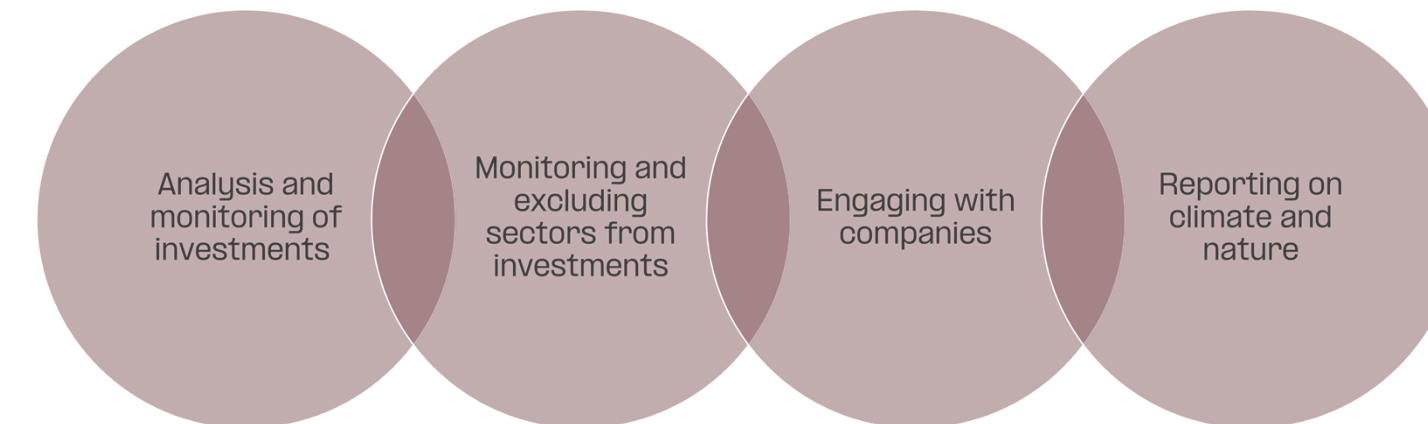 Analysis and
monitoring of
investments
Monitoring and
excluding
sectors from
investments
Engaging with
companies
Reporting on
climate and
nature